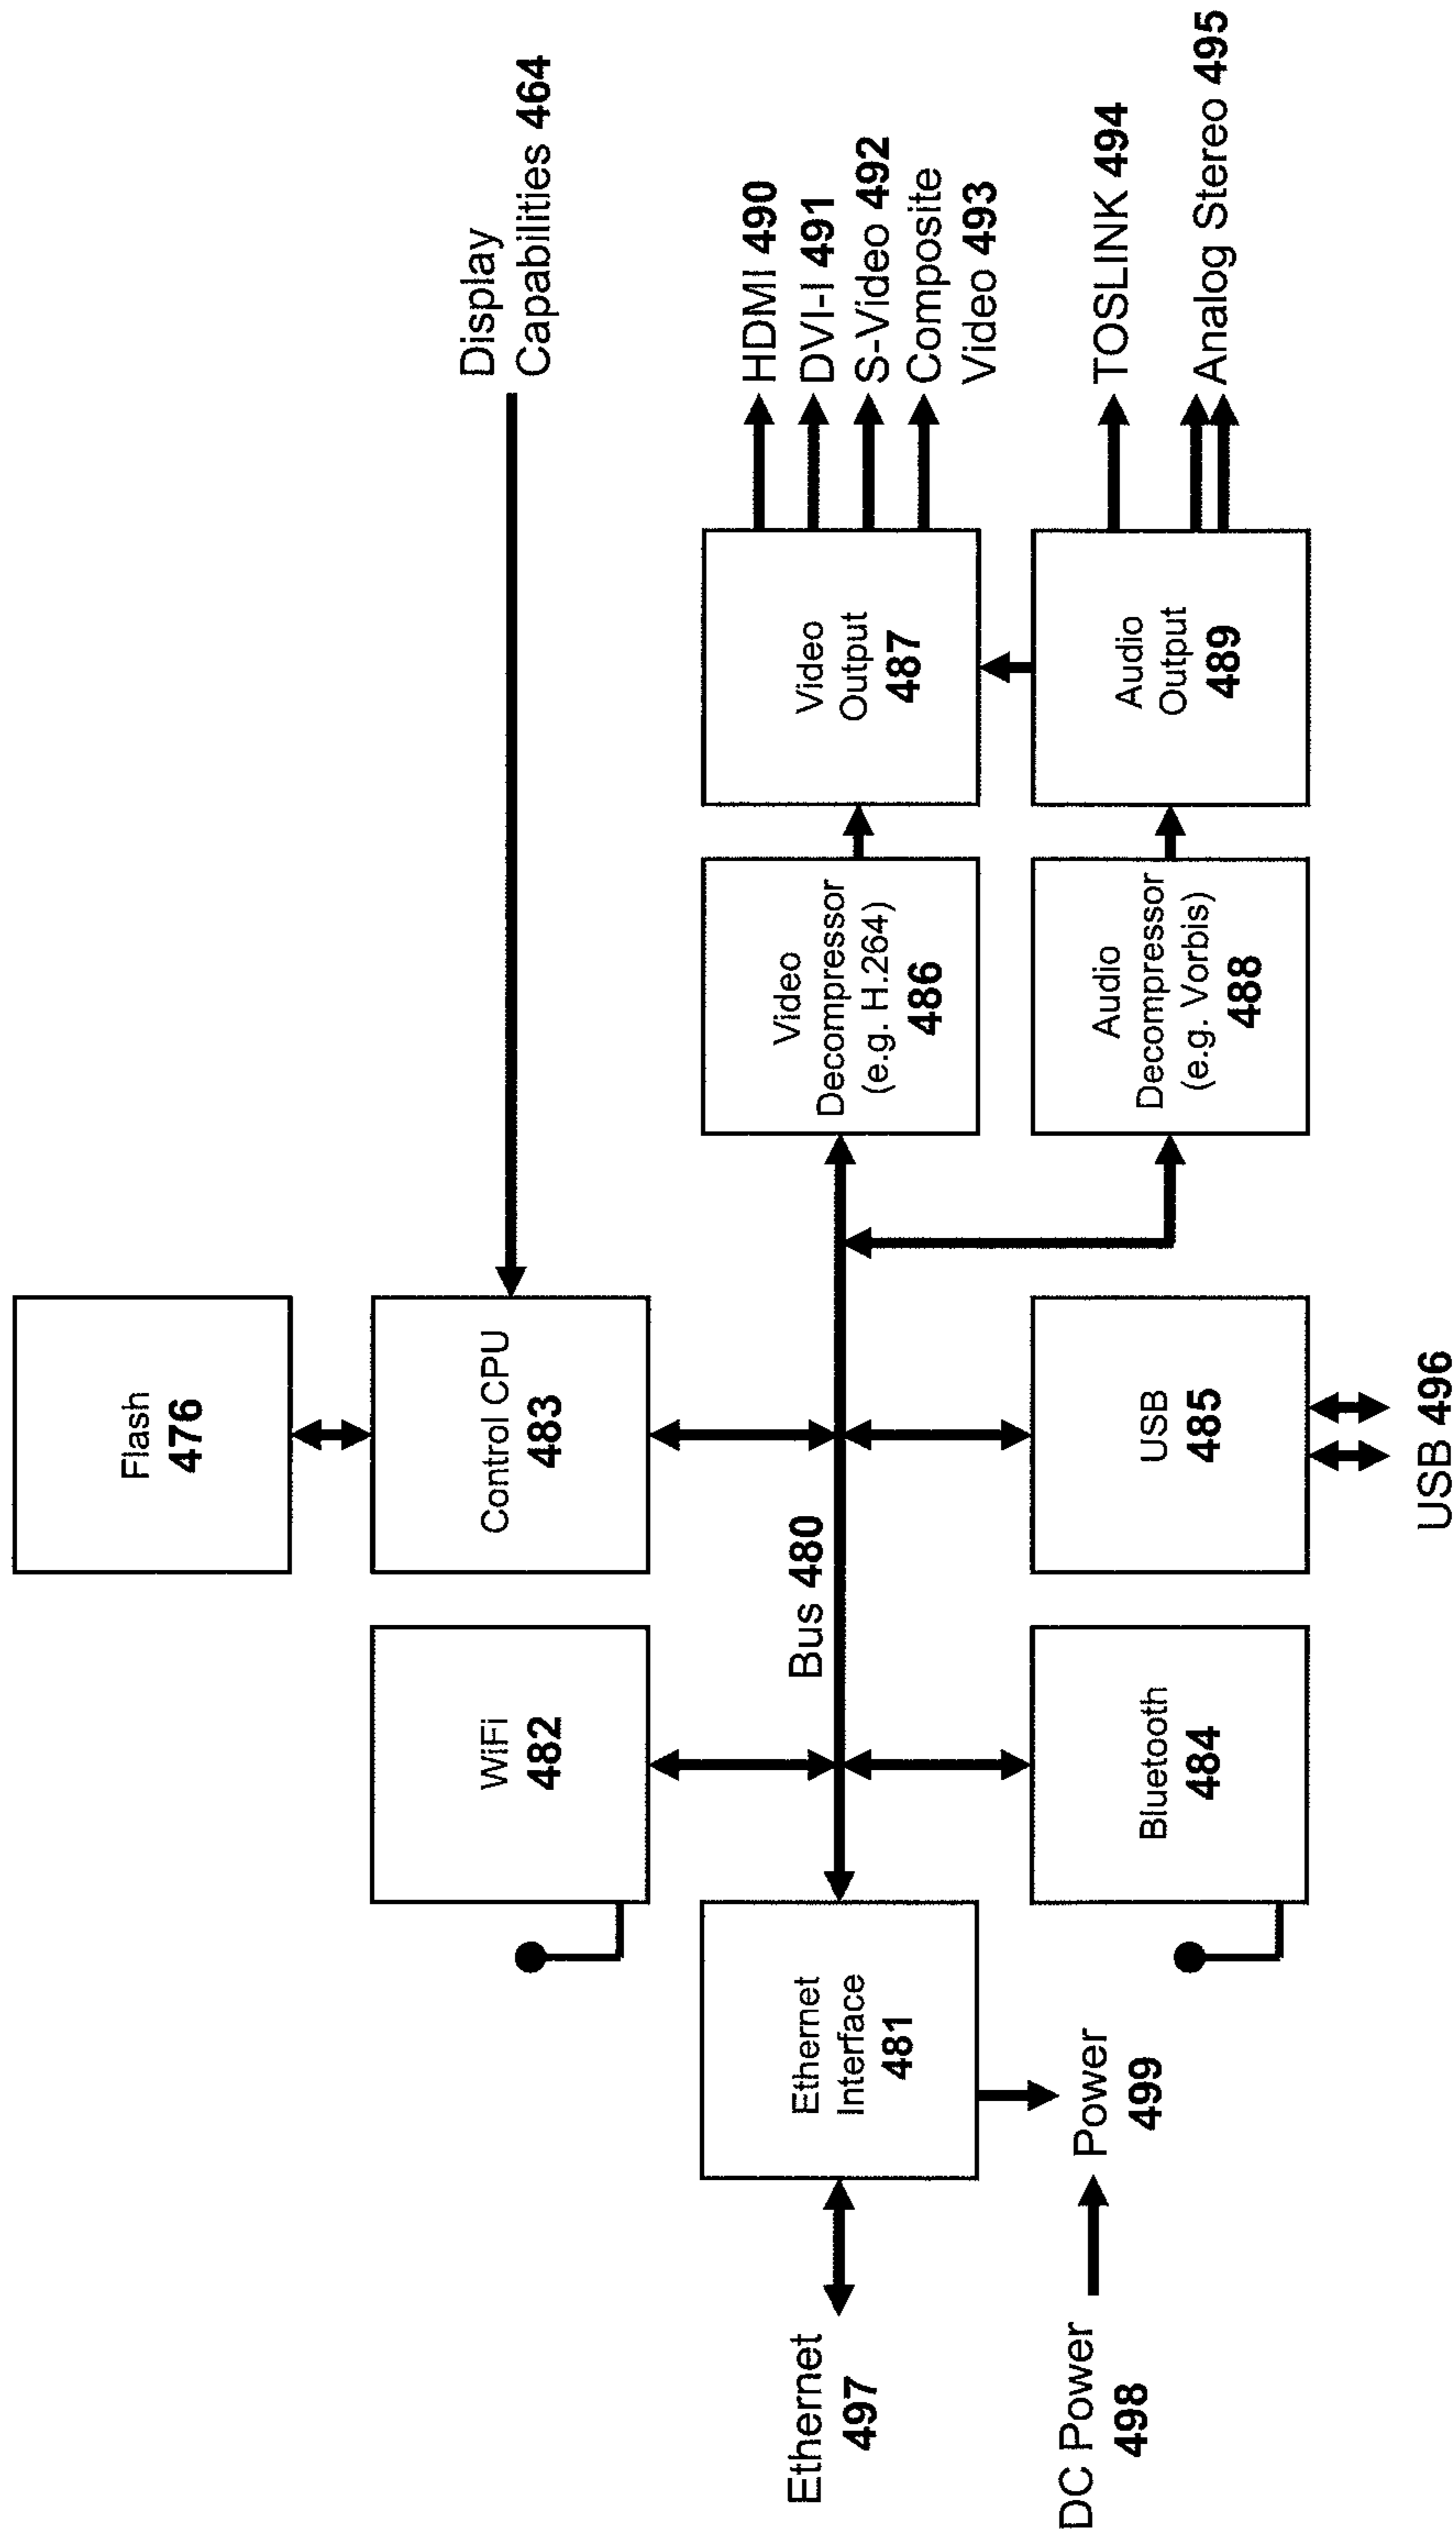 Flash
476
Display
Capabilities 464
WiFi
482
Control CPU
483
Bus 480
Ethernet
497
Ethernet
Interface
481
Video
Decompressor
(e.g. H.264)
486
Video
Output
487
HDMI 490
DVI-I 491
S-Video 492
Composite
Video 493
DC Power
498
Power
499
Bluetooth
484
USB
485
Audio
Decompressor
(e.g. Vorbis)
488
Audio
Output
489
TOSLINK 494
Analog Stereo 495
USB 496